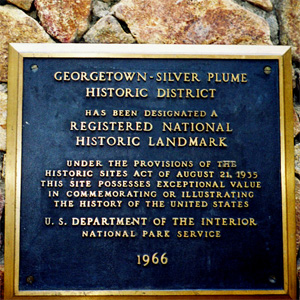 GEORGETOWN-SILVER PLUME
HISTORIC DISTRICT
HAS BEEN DESIGNATED A
REGISTERED NATIONAL
HISTORIC LANDMARK
UNDER THE PROVISIONS OF THE
HISTORIC SITES ACT OF AUGUST 21, 1935
THIS SITE POSSESSES EXCEPTIONAL VALUE
IN COMMEMORATING OR ILLUSTRATING
THE HISTORY OF THE UNITED STATES
U.S. DEPARTMENT OF THE INTERIOR
NATIONAL PARK SERVICE
1966